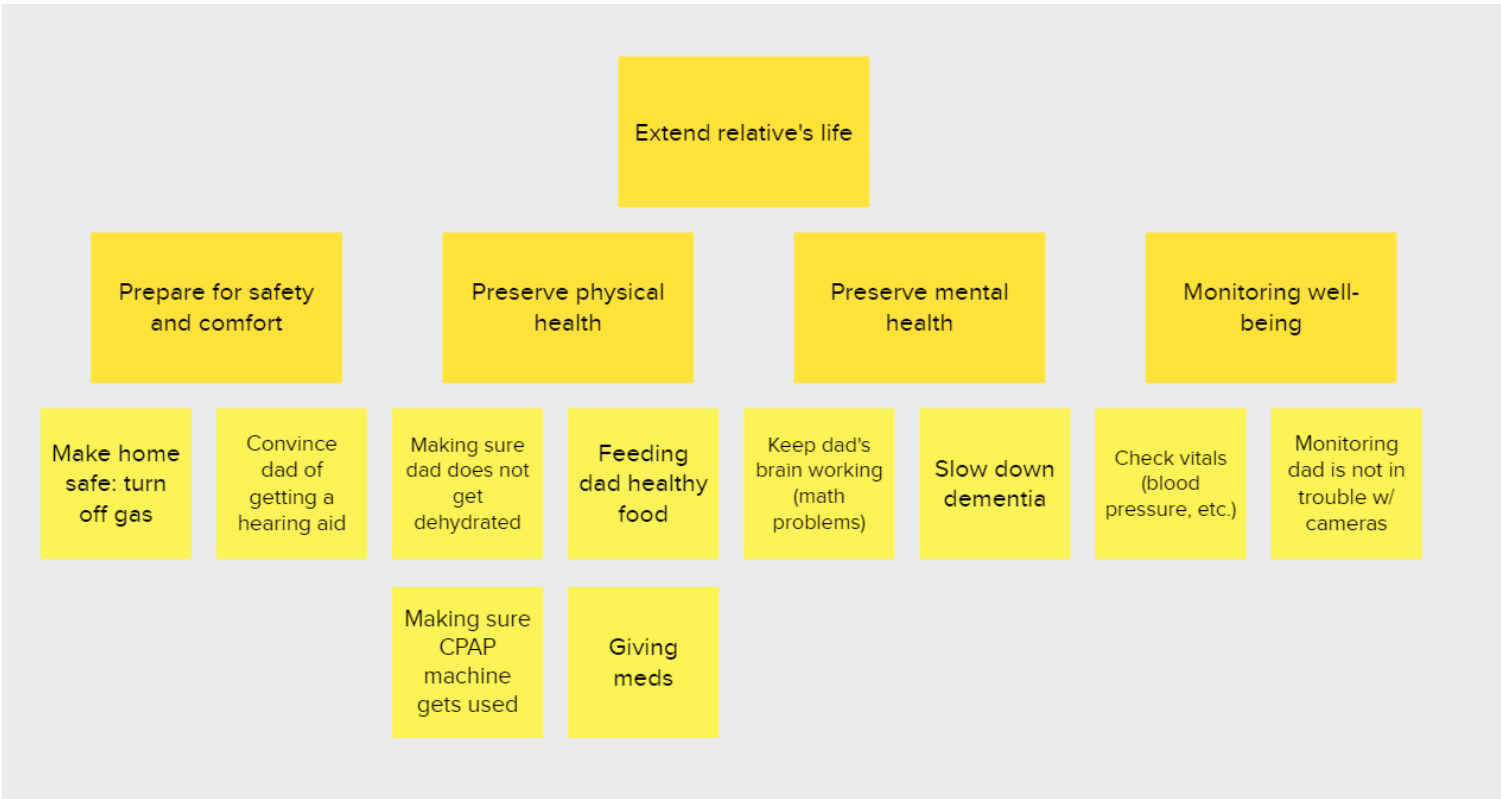 Extend relative's life
Prepare for safety
and comfort
Preserve physical
health
Preserve mental
health
Monitoring well-
being
Make home
safe: turn
off gas
Convince
dad of
getting a
hearing aid
Making sure
dad does not
get
dehydrated
Feeding
dad healthy
food
Keep dad's
brain working
(math
problems)
Slow down
dementia
Check vitals
(blood
pressure, etc.)
Monitoring
dad is not in
trouble w/
cameras
Making sure
CPAP
machine
gets used
Giving
meds